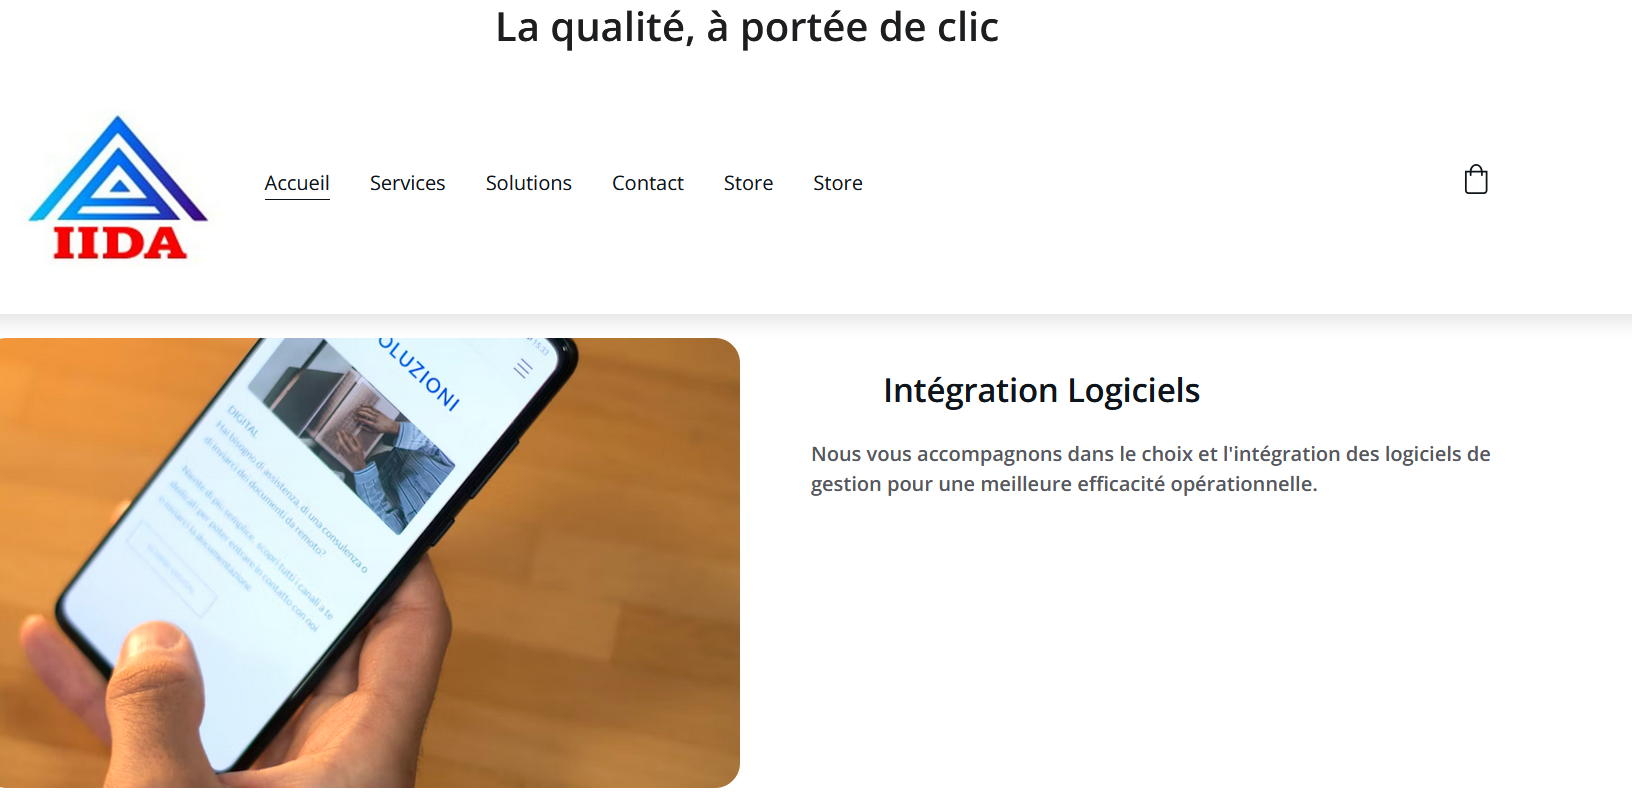 La qualité, à portée de clic
IIDA
Accueil Services Solutions Contact Store Store
OLUZIONI
DIGITAL
Hai bisogno di assistenza, di una consulenza o
di inviarci dei documenti da remoto?
Niente di più semplice, scopri tutti i canali a te
dedicati per poter entrare in contatto con noi
o inviarci la documentazione.
Intégration Logiciels
Nous vous accompagnons dans le choix et l'intégration des logiciels de
gestion pour une meilleure efficacité opérationnelle.